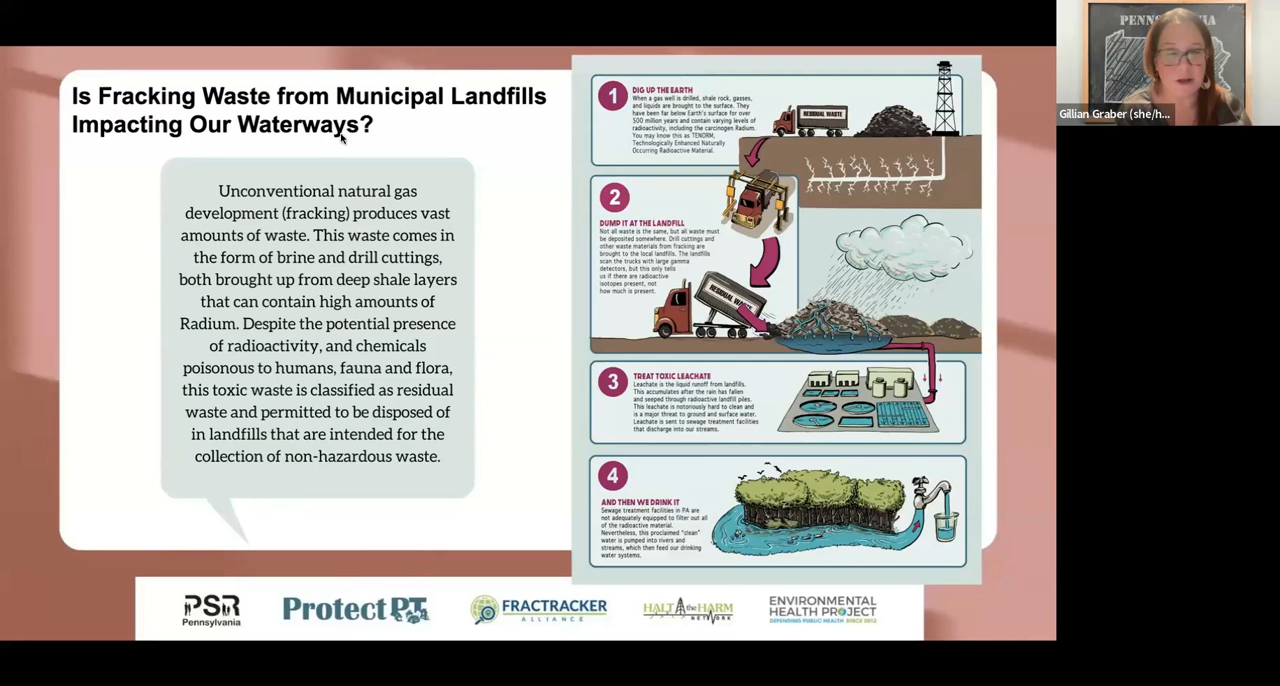 Is Fracking Waste from Municipal Landfills
Impacting Our Waterways?
Unconventional natural gas
development (fracking) produces vast
amounts of waste. This waste comes in
the form of brine and drill cuttings,
both brought up from deep shale layers
that can contain high amounts of
Radium. Despite the potential presence
of radioactivity, and chemicals
poisonous to humans, fauna and flora,
this toxic waste is classified as residual
waste and permitted to be disposed of
in landfills that are intended for the
collection of non-hazardous waste.
1
DIG UP THE EARTH
When a gas well is drilled, shale rock, gasses,
and liquids are brought to the surface. They
have been far below Earth's surface for over
500 million years and contain varying levels of
radioactivity, including the carcinogen Radium.
You may know this as TENORM,
Technologically Enhanced Naturally
Occurring Radioactive Material.
RESIDUAL WASTE
2
DUMP IT AT THE LANDFILL
Not all waste is the same, but all waste must
be deposited somewhere. Drill cuttings and
other waste materials from fracking are
brought to the local landfills. The landfills
scan the trucks with large gamma
detectors, but this only tells
us if there are radioactive
isotopes present, not
how much is present.
RESIDUAL WASTE
3
TREAT TOXIC LEACHATE
Leachate is the liquid runoff from landfills.
This accumulates after the rain has fallen
and seeped through radioactive landfill piles.
This leachate is notoriously hard to clean and
is a major threat to ground and surface water.
Leachate is sent to sewage treatment facilities
that discharge into our streams.
4
AND THEN WE DRINK IT
Sewage treatment facilities in PA are
not adequately equipped to filter out all
of the radioactive material.
Nevertheless, this proclaimed "clean"
water is pumped into rivers and
streams, which then feed our drinking
water systems.
PSR
Pennsylvania
Protect PT
FRACTRACKER
ALLIANCE
HALT the HARM
NETWORK
ENVIRONMENTAL
HEALTH PROJECT
DEFENDING PUBLIC HEALTH SINCE 2012
Gillian Graber (she/h...